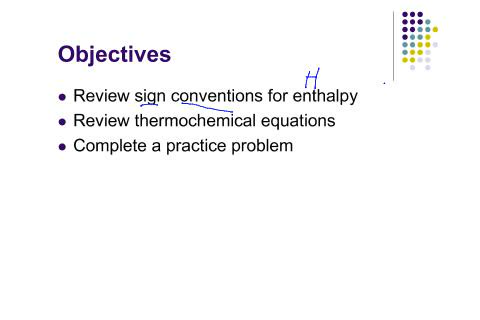 Objectives
H
Review sign conventions for enthalpy
Review thermochemical equations
Complete a practice problem